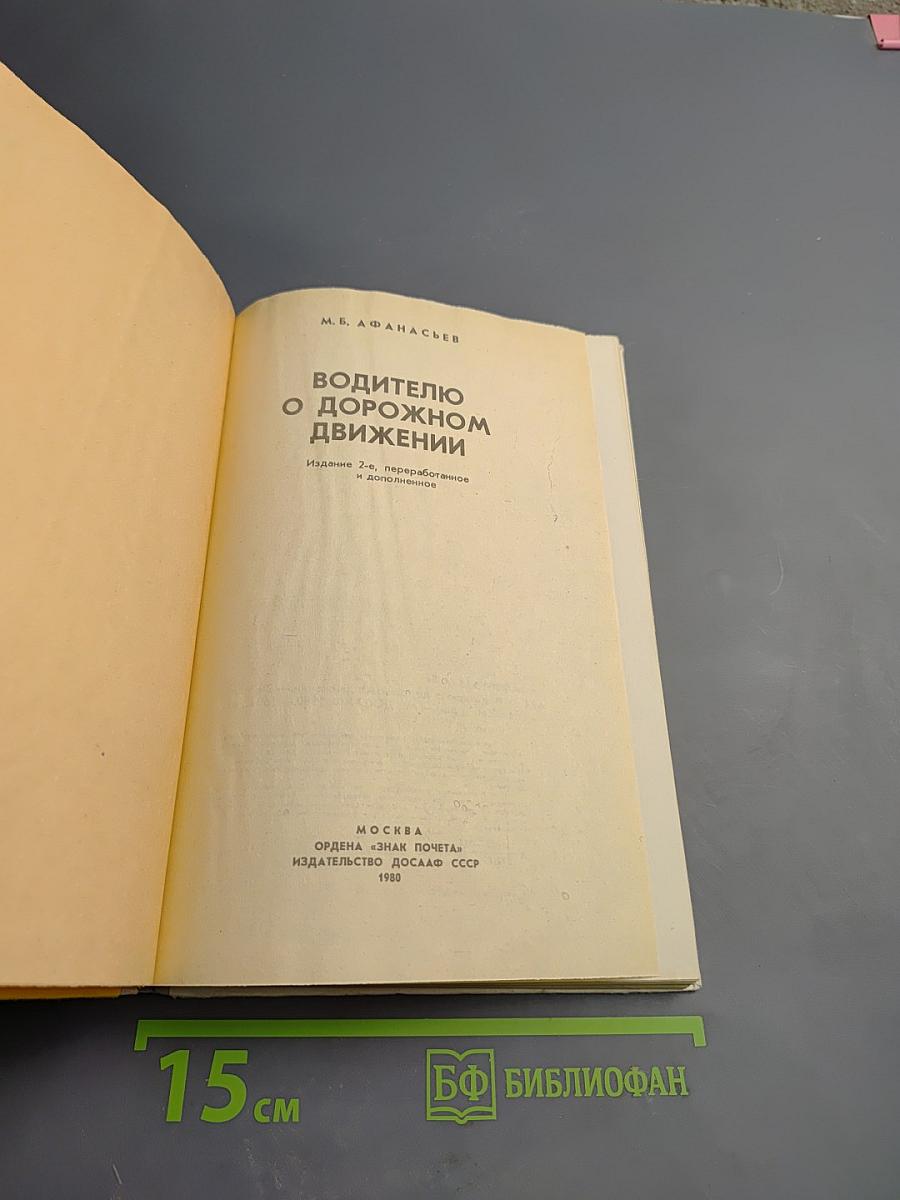 М. Б. АФАНАСЬЕВ
ВОДИТЕЛЮ
О ДОРОЖНОМ
ДВИЖЕНИИ
Издание 2-е, переработанное
и дополненное
МОСКВА
ОРДЕНА «ЗНАК ПОЧЕТА»
ИЗДАТЕЛЬСТВО ДОСААФ СССР
1980
15 СМ
БФ БИБЛИОФАН